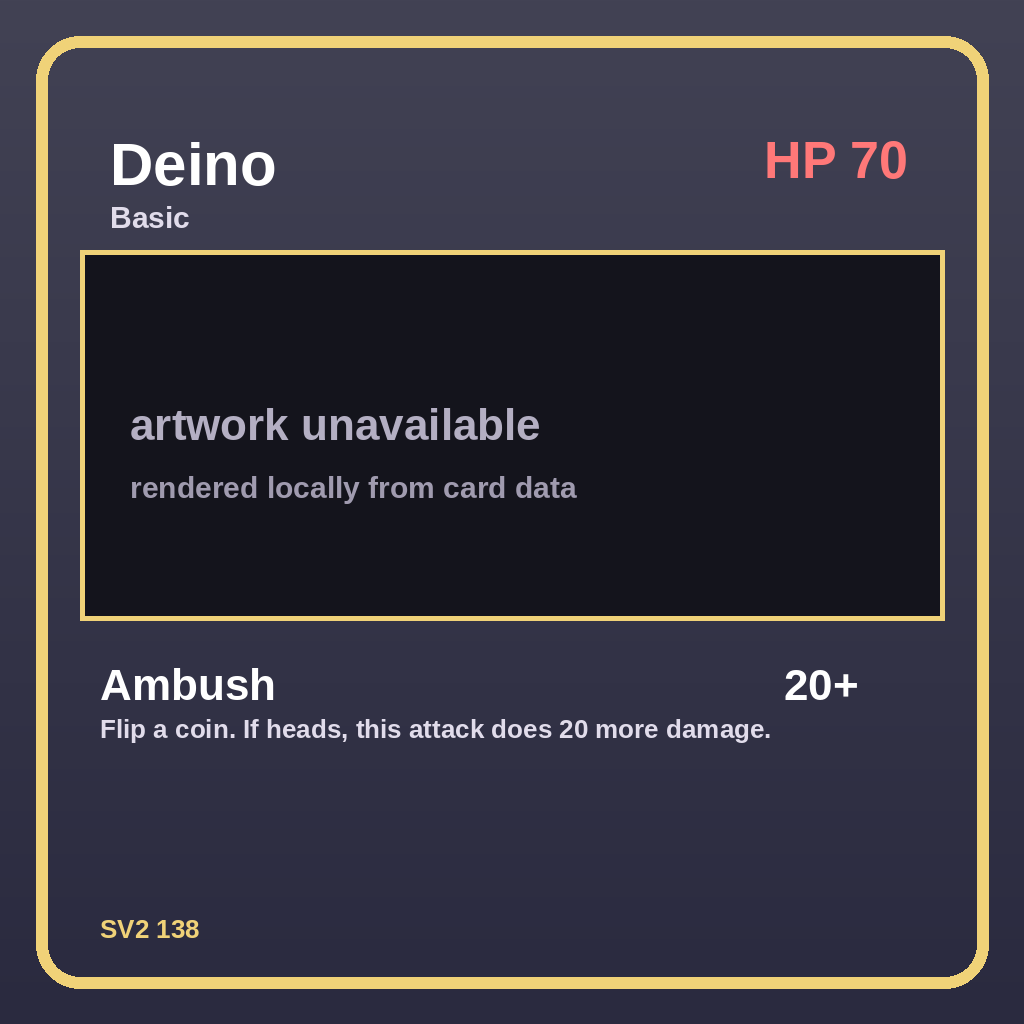 Deino
HP 70
Basic
artwork unavailable
rendered locally from card data
Ambush
20+
Flip a coin. If heads, this attack does 20 more damage.
SV2 138